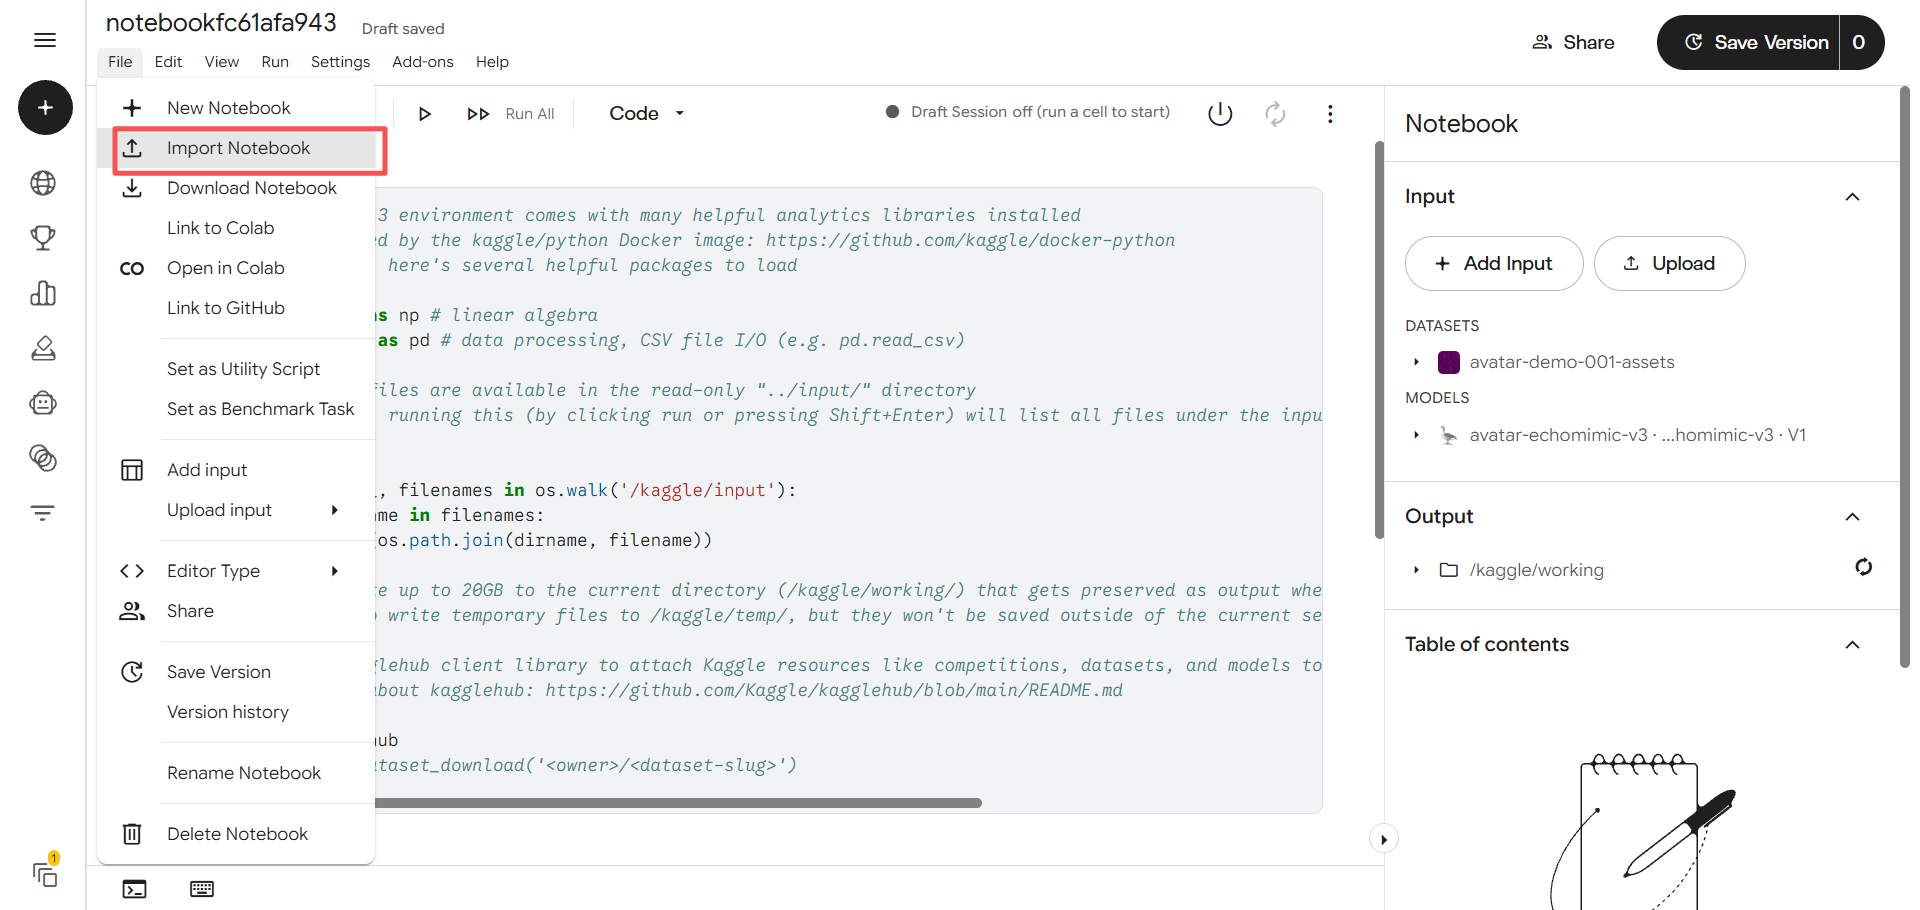 notebookfc61afa943
Draft saved
File Edit View Run Settings Add-ons Help
Share
Save Version 0
New Notebook
Import Notebook
Download Notebook
Link to Colab
Open in Colab
Link to GitHub
Set as Utility Script
Set as Benchmark Task
Add input
Upload input
Editor Type
Share
Save Version
Version history
Rename Notebook
Delete Notebook
1
Run All
Code
Draft Session off (run a cell to start)
3 environment comes with many helpful analytics libraries installed
by the kaggle/python Docker image: https://github.com/kaggle/docker-python
here's several helpful packages to load
np # linear algebra
as pd # data processing, CSV file I/O (e.g. pd.read_csv)
files are available in the read-only "../input/" directory
running this (by clicking run or pressing Shift+Enter) will list all files under the inpu
, filenames in os.walk('/kaggle/input'):
me in filenames:
os.path.join(dirname, filename))
e up to 20GB to the current directory (/kaggle/working/) that gets preserved as output whe
write temporary files to /kaggle/temp/, but they won't be saved outside of the current se
glehub client library to attach Kaggle resources like competitions, datasets, and models to
about kagglehub: https://github.com/Kaggle/kagglehub/blob/main/README.md
ub
taset_download('<owner>/<dataset-slug>')
Notebook
Input
Add Input
Upload
DATASETS
avatar-demo-001-assets
MODELS
avatar-echomimic-v3 · ...homimic-v3 · V1
Output
/kaggle/working
Table of contents